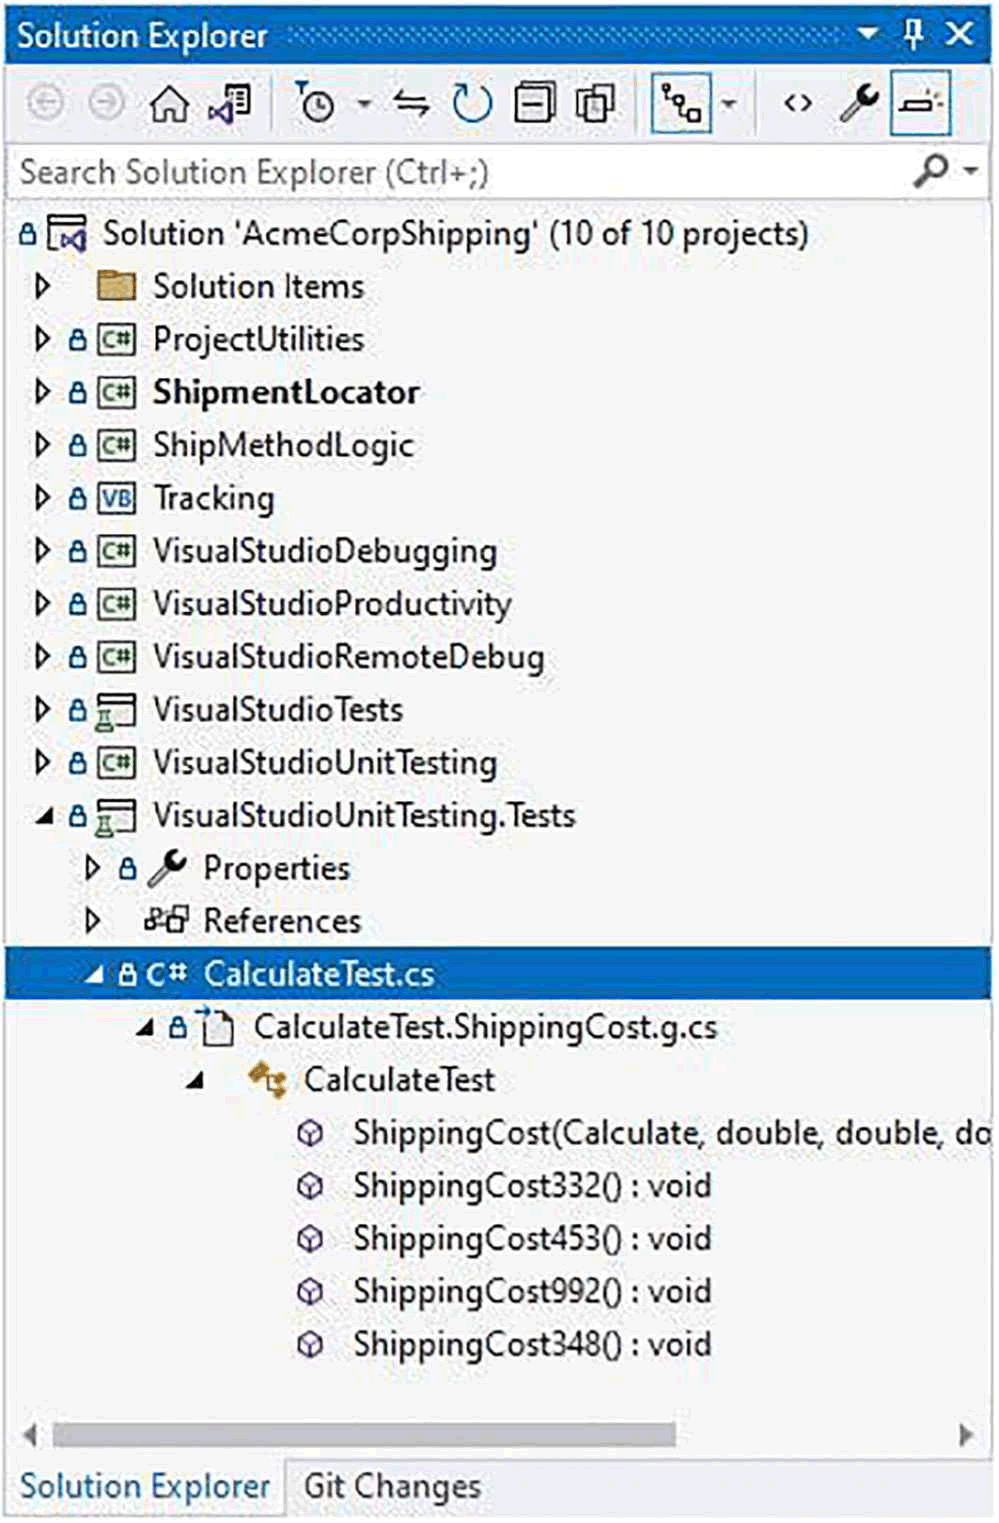 Solution Explorer
Search Solution Explorer (Ctrl+;)
Solution 'AcmeCorpShipping' (10 of 10 projects)
Solution Items
C# ProjectUtilities
C# ShipmentLocator
C# ShipMethodLogic
VB Tracking
C# VisualStudioDebugging
C# VisualStudioProductivity
C# VisualStudioRemoteDebug
VisualStudioTests
C# VisualStudioUnitTesting
VisualStudioUnitTesting.Tests
Properties
References
C# CalculateTest.cs
CalculateTest.ShippingCost.g.cs
CalculateTest
ShippingCost(Calculate, double, double, do
ShippingCost332() : void
ShippingCost453() : void
ShippingCost992() : void
ShippingCost348() : void
Solution Explorer Git Changes